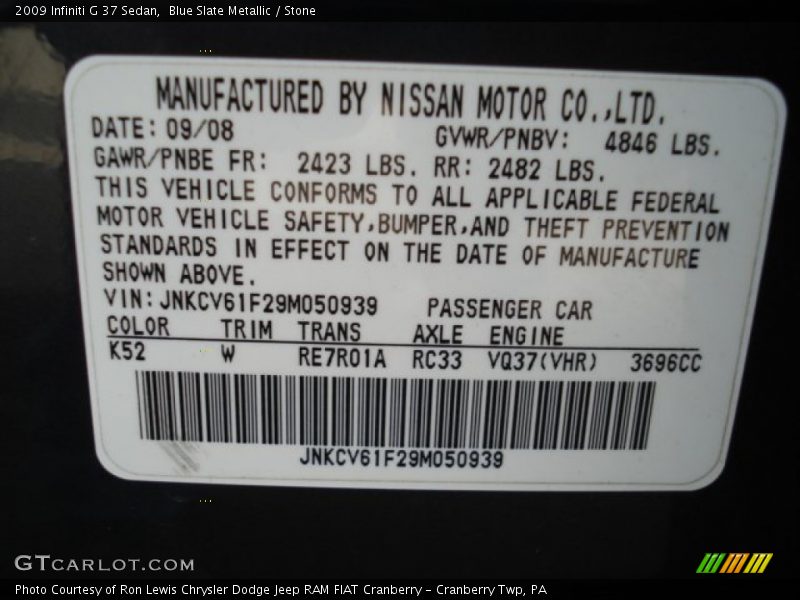 2009 Infiniti G 37 Sedan,  Blue Slate Metallic / Stone
MANUFACTURED BY NISSAN MOTOR CO.,LTD.
DATE: 09/08 GVWR/PNBV: 4846 LBS.
GAWR/PNBE FR: 2423 LBS. RR: 2482 LBS.
THIS VEHICLE CONFORMS TO ALL APPLICABLE FEDERAL
MOTOR VEHICLE SAFETY,BUMPER,AND THEFT PREVENTION
STANDARDS IN EFFECT ON THE DATE OF MANUFACTURE
SHOWN ABOVE.
VIN: JNKCV61F29M050939 PASSENGER CAR
COLOR TRIM TRANS AXLE ENGINE
K52 W RE7R01A RC33 VQ37(VHR) 3696CC
JNKCV61F29M050939
GTCARLOT.COM
Photo Courtesy of Ron Lewis Chrysler Dodge Jeep RAM FIAT Cranberry – Cranberry Twp, PA